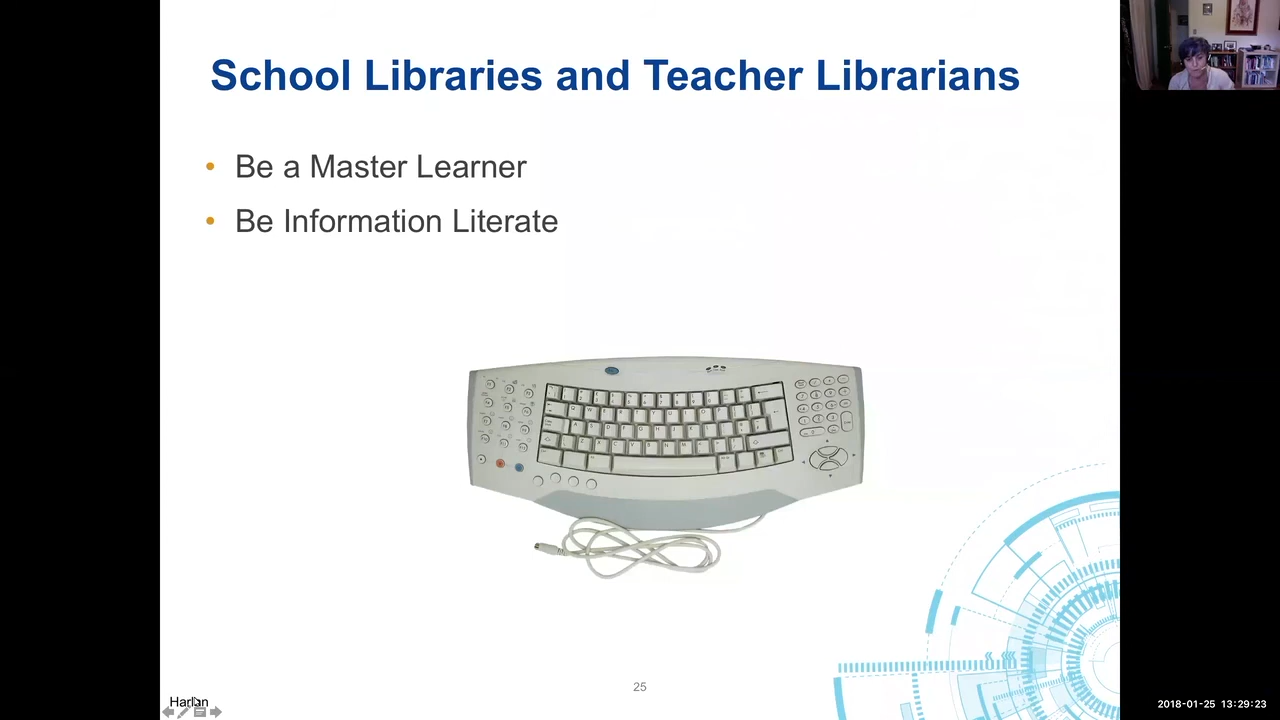 School Libraries and Teacher Librarians
• Be a Master Learner
• Be Information Literate
25
Harlan
2018-01-25 13:29:23